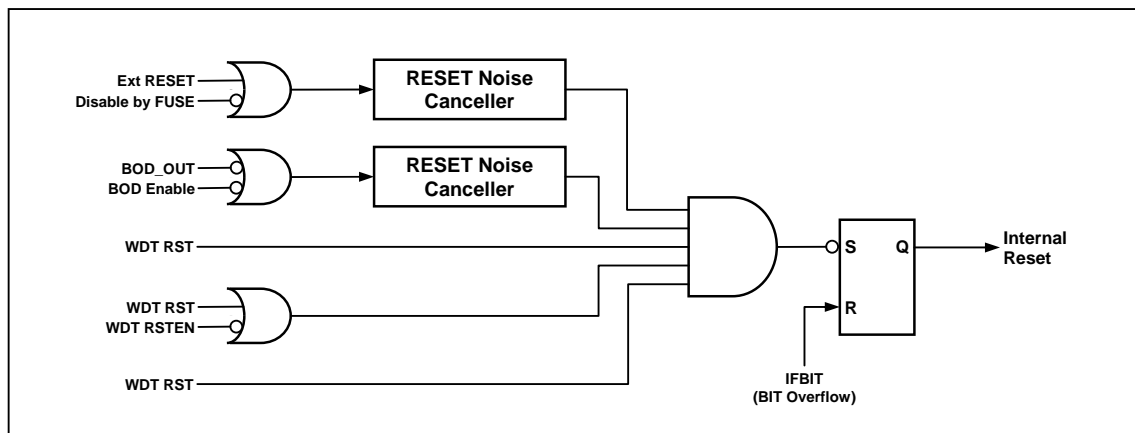 Ext RESET
Disable by FUSE
RESET Noise
Canceller
BOD_OUT
BOD Enable
RESET Noise
Canceller
WDT RST
S
Q
Internal
Reset
WDT RST
WDT RSTEN
R
WDT RST
IFBIT
(BIT Overflow)